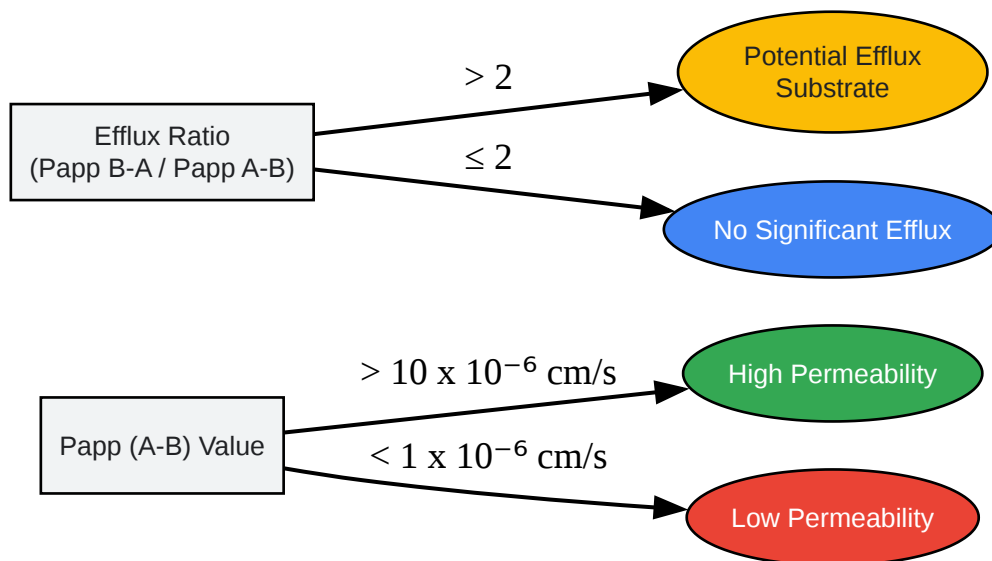 Efflux Ratio
(Papp B-A / Papp A-B)
> 2
≤ 2
Potential Efflux
Substrate
No Significant Efflux
Papp (A-B) Value
> 10 x 10⁻⁶ cm/s
< 1 x 10⁻⁶ cm/s
High Permeability
Low Permeability